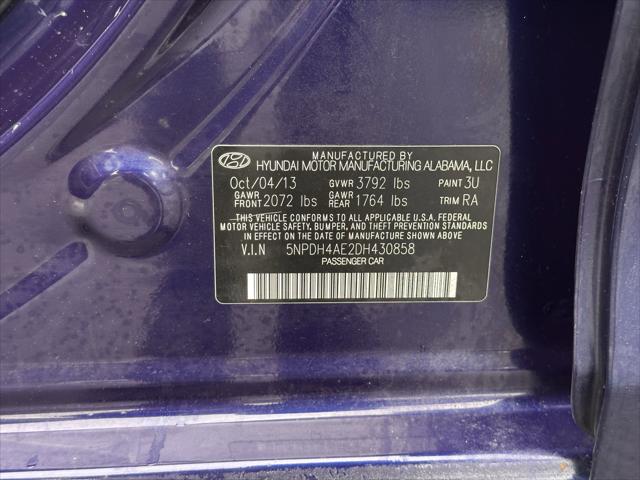 MANUFACTURED BY
HYUNDAI MOTOR MANUFACTURING ALABAMA, LLC
Oct/04/13 GVWR 3792 lbs PAINT 3U
GAWR FRONT 2072 lbs GAWR REAR 1764 lbs TRIM RA
THIS VEHICLE CONFORMS TO ALL APPLICABLE U.S.A. FEDERAL
MOTOR VEHICLE SAFETY, BUMPER, AND THEFT PREVENTION STANDARDS
IN EFFECT ON THE DATE OF MANUFACTURE SHOWN ABOVE.
V.I.N 5NPDH4AE2DH430858
PASSENGER CAR